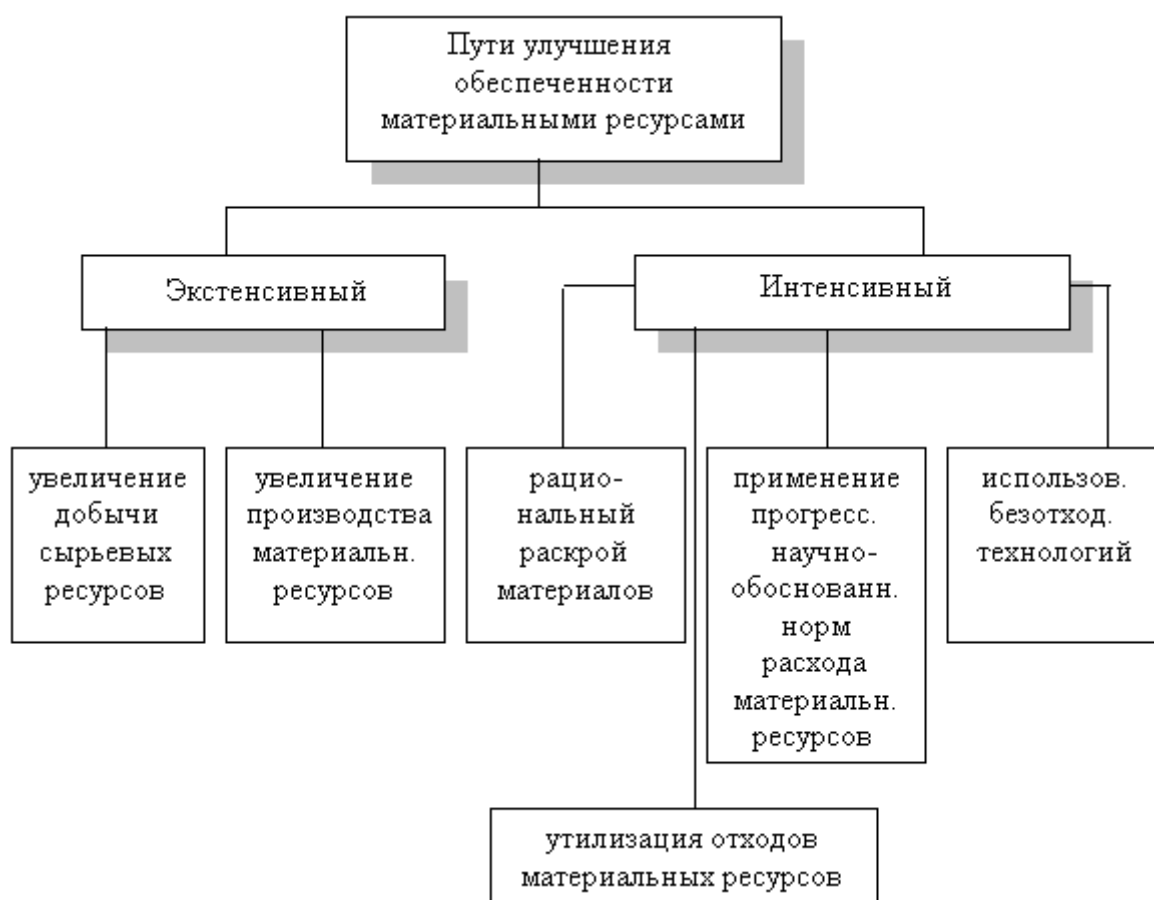 Пути улучшения
обеспеченности
материальными ресурсами
Экстенсивный
Интенсивный
увеличение
добычи
сырьевых
ресурсов
увеличение
производства
материальн.
ресурсов
рацио-
нальный
раскрой
материалов
применение
прогресс.
научно-
обоснованн.
норм
расхода
материальн.
ресурсов
использов.
безотход.
технологий
утилизация отходов
материальных ресурсов